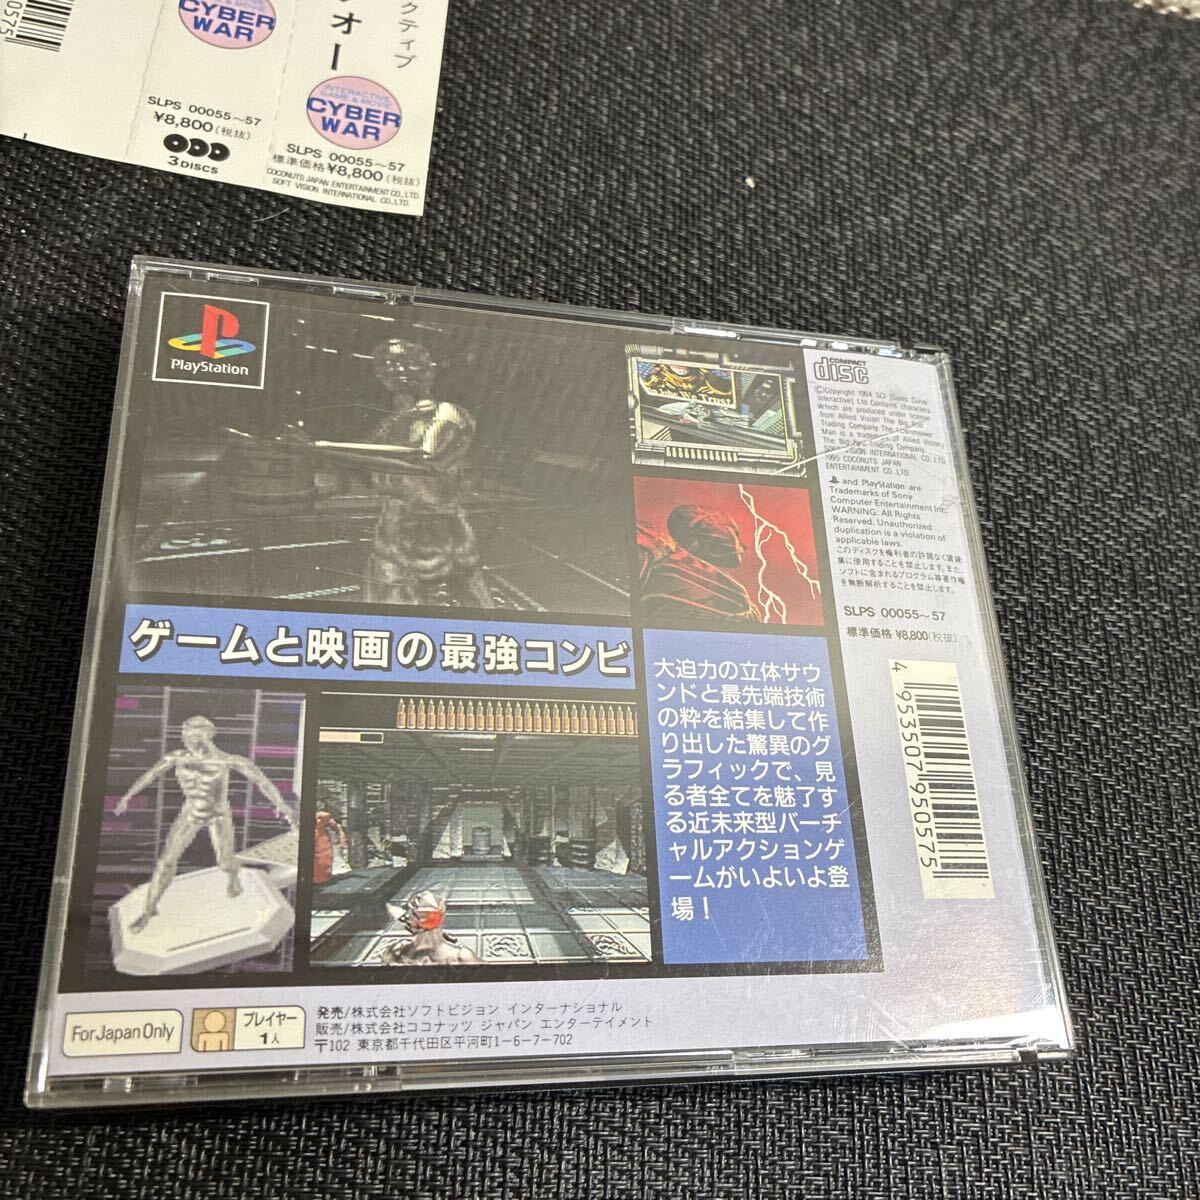 0575
CYBER
WAR
SLPS 00055～57
¥8,800(税抜)
3DISCS
クティブ
ォー
INTERACTIVE
GAME & MOVIE
CYBER
WAR
SLPS 00055～57
標準価格¥8,800(税抜)
COCONUTS JAPAN ENTERTAINMENT CO., LTD.
SOFT VISION INTERNATIONAL CO., LTD.
PlayStation
We Trust
COMPACT
disc
©Copyright 1994 SCI (Sales Curve
Interactive) Ltd Contains characters
which are produced under license
from Allied Vision The Big Boo
Trading Company The Lawnmower
Man is a trademark of Allied Vision/
The Big Boo Trading Company.
SOFT VISION INTERNATIONAL CO. LTD
1995 COCONUTS JAPAN
ENTERTAINMENT CO. LTD
and PlayStation are
Trademarks of Sony
Computer Entertainment Inc.
WARNING: All Rights
Reserved. Unauthorized
duplication is a violation of
applicable laws.
このディスクを権利者の許諾なく賃貸
業に使用することを禁止します。また、
ソフトに含まれるプログラム等著作権
を無断解析することを禁止します。
SLPS 00055～57
標準価格 ¥8,800(税抜)
4 953507 950575
ゲームと映画の最強コンビ
大迫力の立体サウ
ンドと最先端技術
の粋を結集して作
り出した驚異のグ
ラフィックで、見
る者全てを魅了す
る近未来型バーチ
ャルアクションゲ
ームがいよいよ登
場！
For Japan Only
プレイヤー
1人
発売/株式会社ソフトビジョン インターナショナル
販売/株式会社ココナッツ ジャパン エンターテイメント
〒102 東京都千代田区平河町1-6-7-702